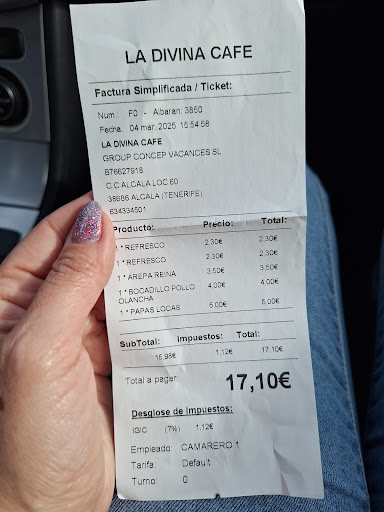 LA DIVINA CAFE
Factura Simplificada / Ticket:
Num.: F0 - Albaran: 3850
Fecha: 04 mar. 2025 15:54:58
LA DIVINA CAFE
GROUP CONCEP VACANCES SL
B76627918
C.C ALCALA LOC 60
38686 ALCALA (TENERIFE)
634334501
Producto: Precio: Total:
1 * REFRESCO 2,30€ 2,30€
1 * REFRESCO 2,30€ 2,30€
1 * AREPA REINA 3,50€ 3,50€
1 * BOCADILLO POLLO 4,00€ 4,00€
OLANCHA
1 * PAPAS LOCAS 5,00€ 5,00€
SubTotal: Impuestos: Total:
15,98€ 1,12€ 17,10€
Total a pagar: 17,10€
Desglose de Impuestos:
IGIC (7%) 1,12€
Empleado: CAMARERO 1
Tarifa: Default
Turno: 0